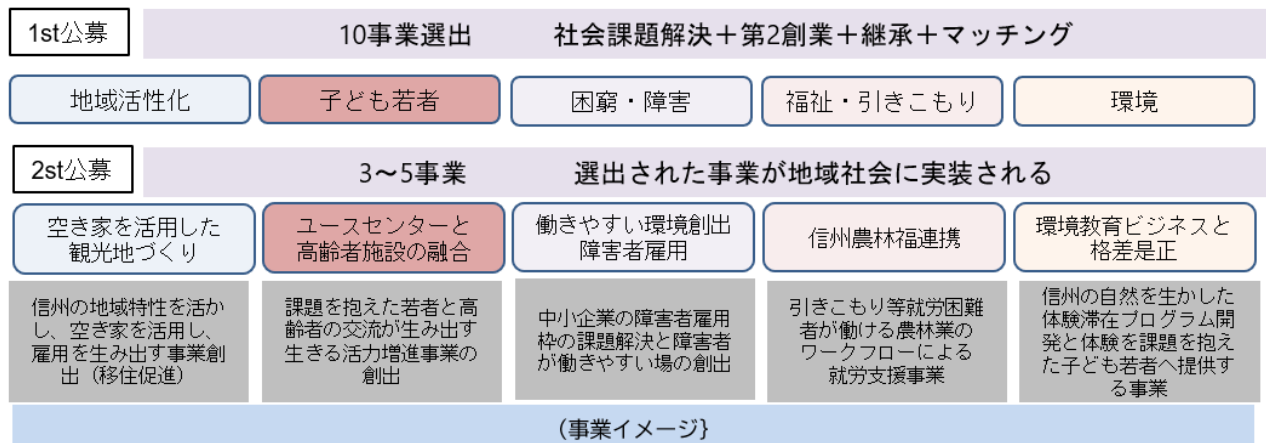 1st公募
10事業選出 社会課題解決＋第2創業＋継承＋マッチング
地域活性化
子ども若者
困窮・障害
福祉・引きこもり
環境
2st公募
3～5事業 選出された事業が地域社会に実装される
空き家を活用した
観光地づくり
ユースセンターと
高齢者施設の融合
働きやすい環境創出
障害者雇用
信州農林福連携
環境教育ビジネスと
格差是正
信州の地域特性を活か
し、空き家を活用し、
雇用を生み出す事業創
出（移住促進）
課題を抱えた若者と高
齢者の交流が生み出す
生きる活力増進事業の
創出
中小企業の障害者雇用
枠の課題解決と障害者
が働きやすい場の創出
引きこもり等就労困難
者が働ける農林業の
ワークフローによる
就労支援事業
信州の自然を生かした
体験滞在プログラム開
発と体験を課題を抱え
た子ども若者へ提供す
る事業
(事業イメージ}